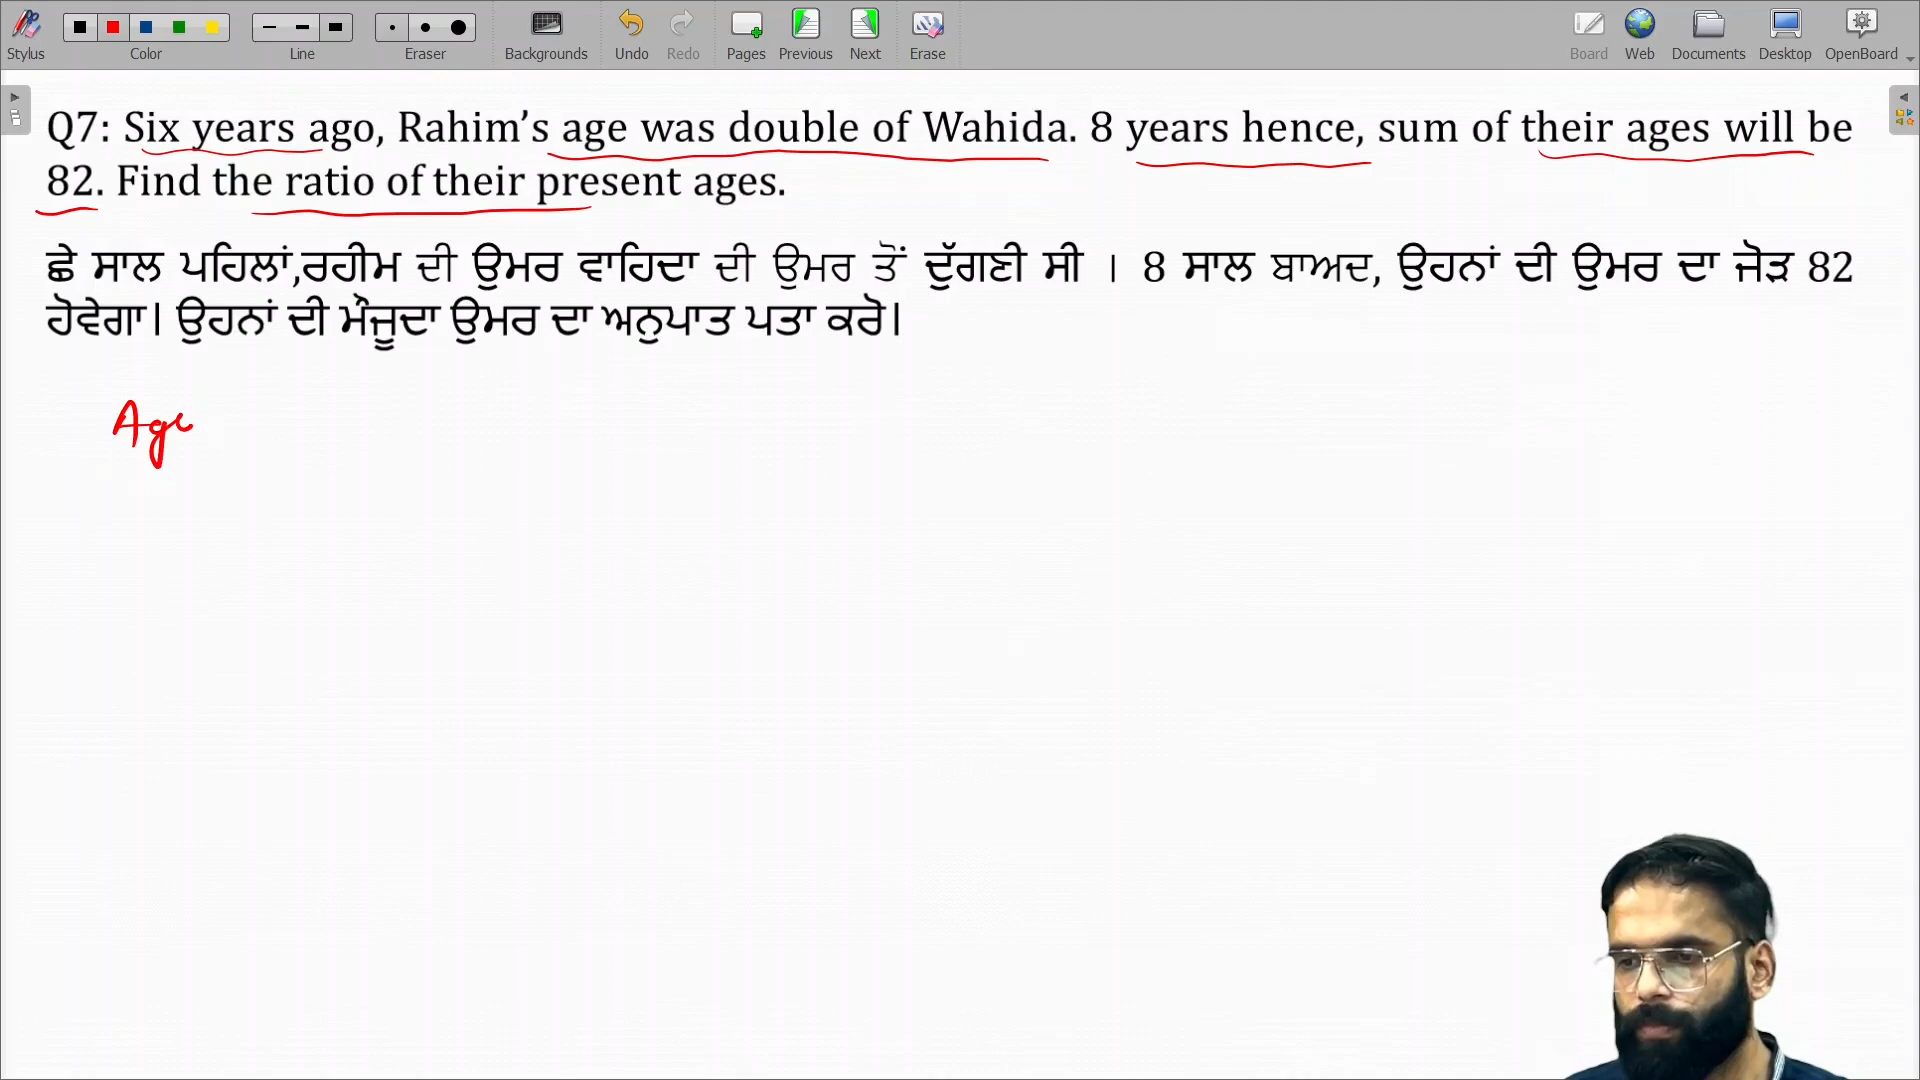 Stylus Color Line Eraser Backgrounds Undo Redo Pages Previous Next Erase Board Web Documents Desktop OpenBoard
Q7: Six years ago, Rahim’s age was double of Wahida. 8 years hence, sum of their ages will be
82. Find the ratio of their present ages.
ਛੇ ਸਾਲ ਪਹਿਲਾਂ,ਰਹੀਮ ਦੀ ਉਮਰ ਵਾਹਿਦਾ ਦੀ ਉਮਰ ਤੋਂ ਦੁੱਗਣੀ ਸੀ । 8 ਸਾਲ ਬਾਅਦ, ਉਹਨਾਂ ਦੀ ਉਮਰ ਦਾ ਜੋੜ 82
ਹੋਵੇਗਾ। ਉਹਨਾਂ ਦੀ ਮੌਜੂਦਾ ਉਮਰ ਦਾ ਅਨੁਪਾਤ ਪਤਾ ਕਰੋ।
Age